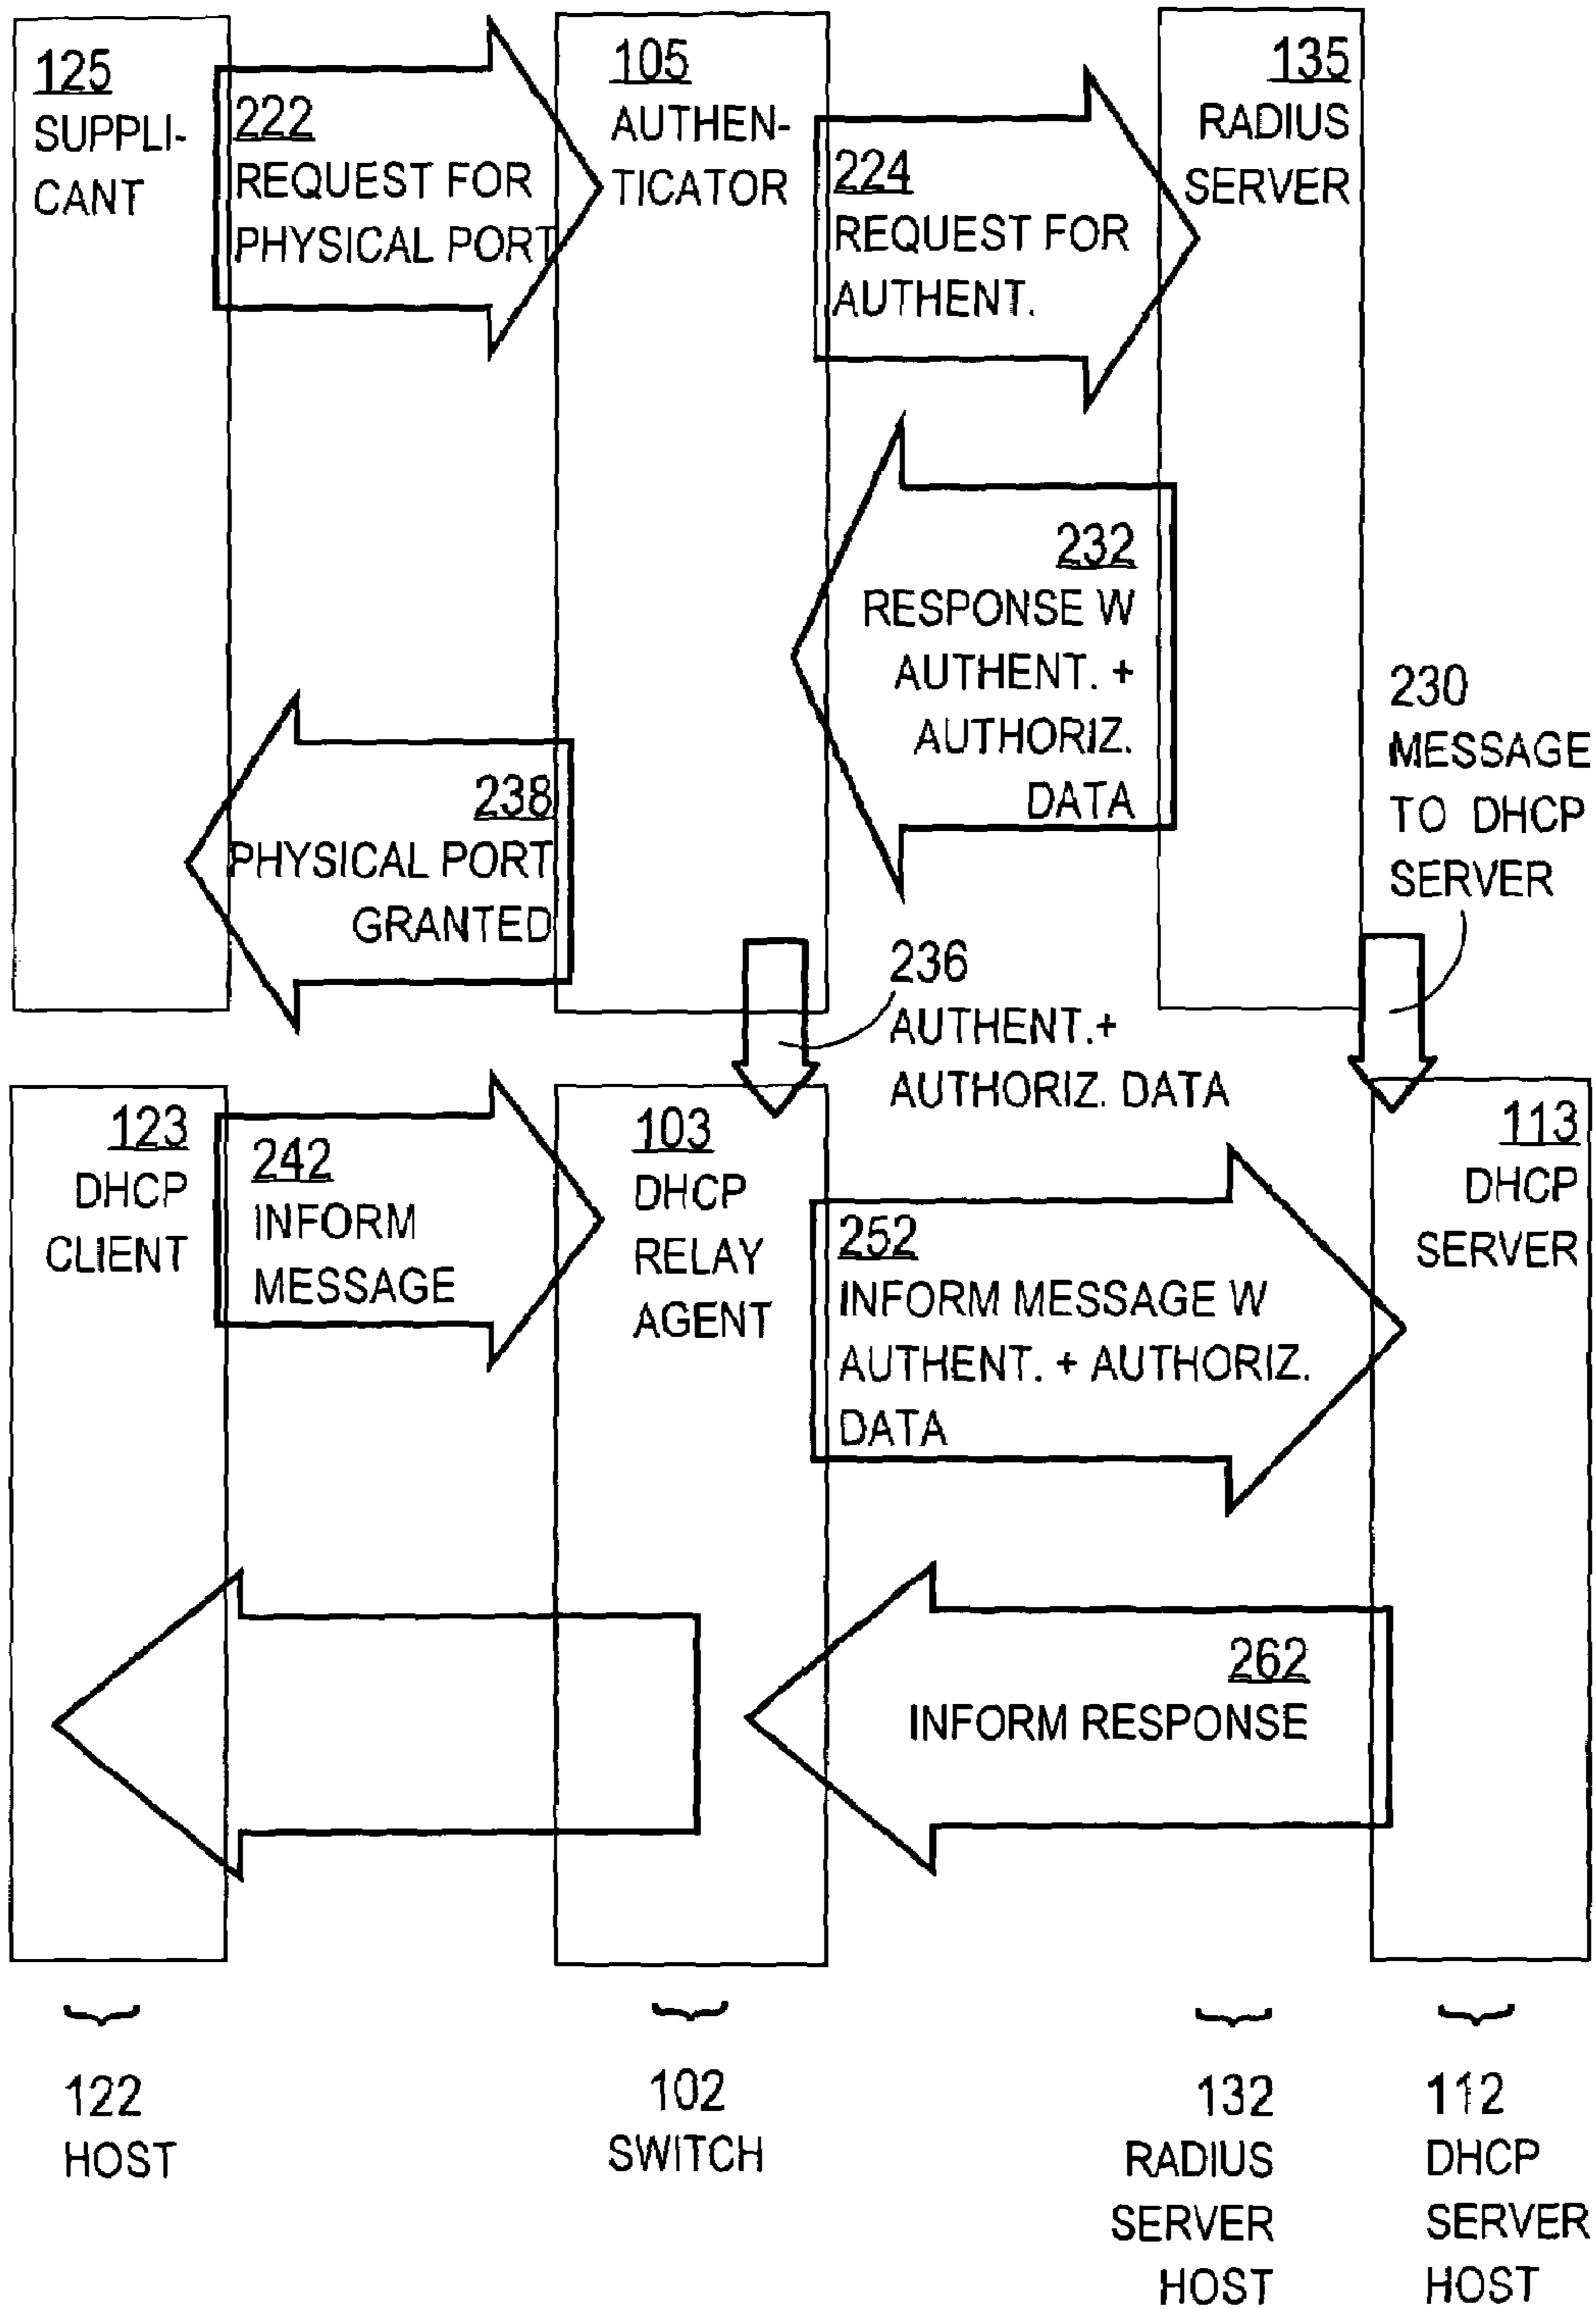 125
SUPPLI-
CANT
222
REQUEST FOR
PHYSICAL PORT
105
AUTHEN-
TICATOR
224
REQUEST FOR
AUTHENT.
135
RADIUS
SERVER
232
RESPONSE W
AUTHENT. +
AUTHORIZ.
DATA
230
MESSAGE
TO DHCP
SERVER
238
PHYSICAL PORT
GRANTED
236
AUTHENT.+
AUTHORIZ. DATA
123
DHCP
CLIENT
242
INFORM
MESSAGE
103
DHCP
RELAY
AGENT
252
INFORM MESSAGE W
AUTHENT. + AUTHORIZ.
DATA
113
DHCP
SERVER
262
INFORM RESPONSE
122
HOST
102
SWITCH
132
RADIUS
SERVER
HOST
112
DHCP
SERVER
HOST